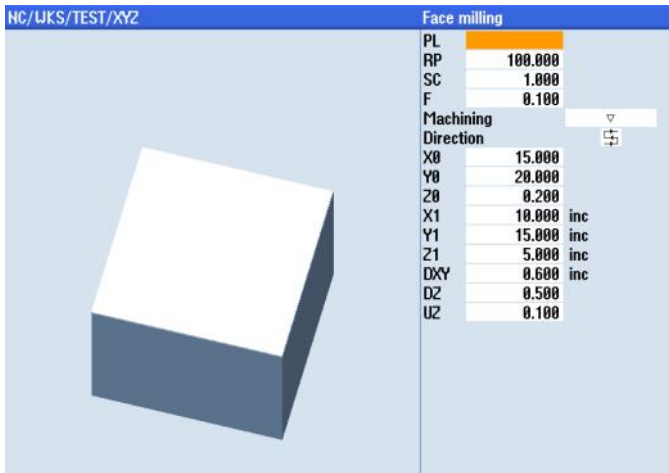 NC/WKS/TEST/XYZ
Face milling
PL
RP 100.000
SC 1.000
F 0.100
Machining ▽
Direction
X0 15.000
Y0 20.000
Z0 0.200
X1 10.000 inc
Y1 15.000 inc
Z1 5.000 inc
DXY 0.600 inc
DZ 0.500
UZ 0.100